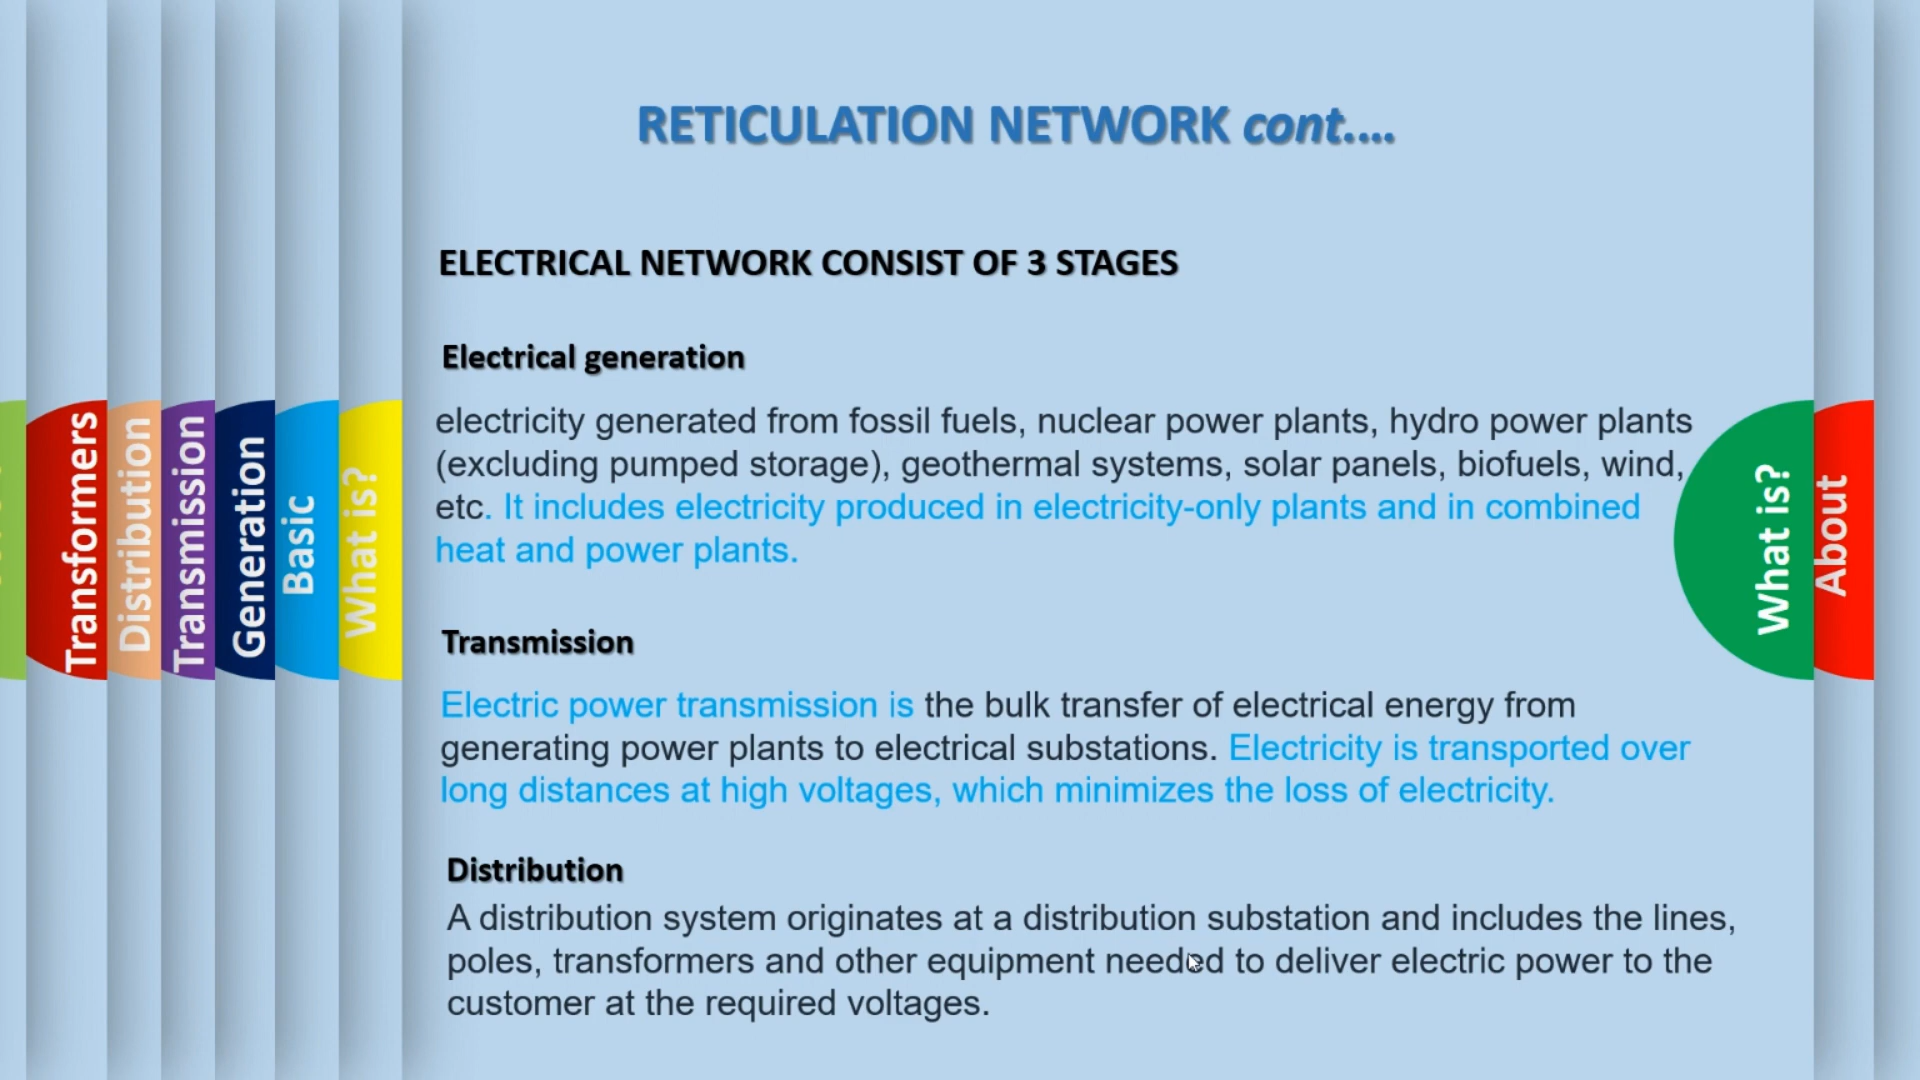 RETICULATION NETWORK cont....
ELECTRICAL NETWORK CONSIST OF 3 STAGES
Electrical generation
electricity generated from fossil fuels, nuclear power plants, hydro power plants
(excluding pumped storage), geothermal systems, solar panels, biofuels, wind,
etc. It includes electricity produced in electricity-only plants and in combined
heat and power plants.
Transmission
Electric power transmission is the bulk transfer of electrical energy from
generating power plants to electrical substations. Electricity is transported over
long distances at high voltages, which minimizes the loss of electricity.
Distribution
A distribution system originates at a distribution substation and includes the lines,
poles, transformers and other equipment needed to deliver electric power to the
customer at the required voltages.
Transformers
Distribution
Transmission
Generation
Basic
What is?
What is?
About